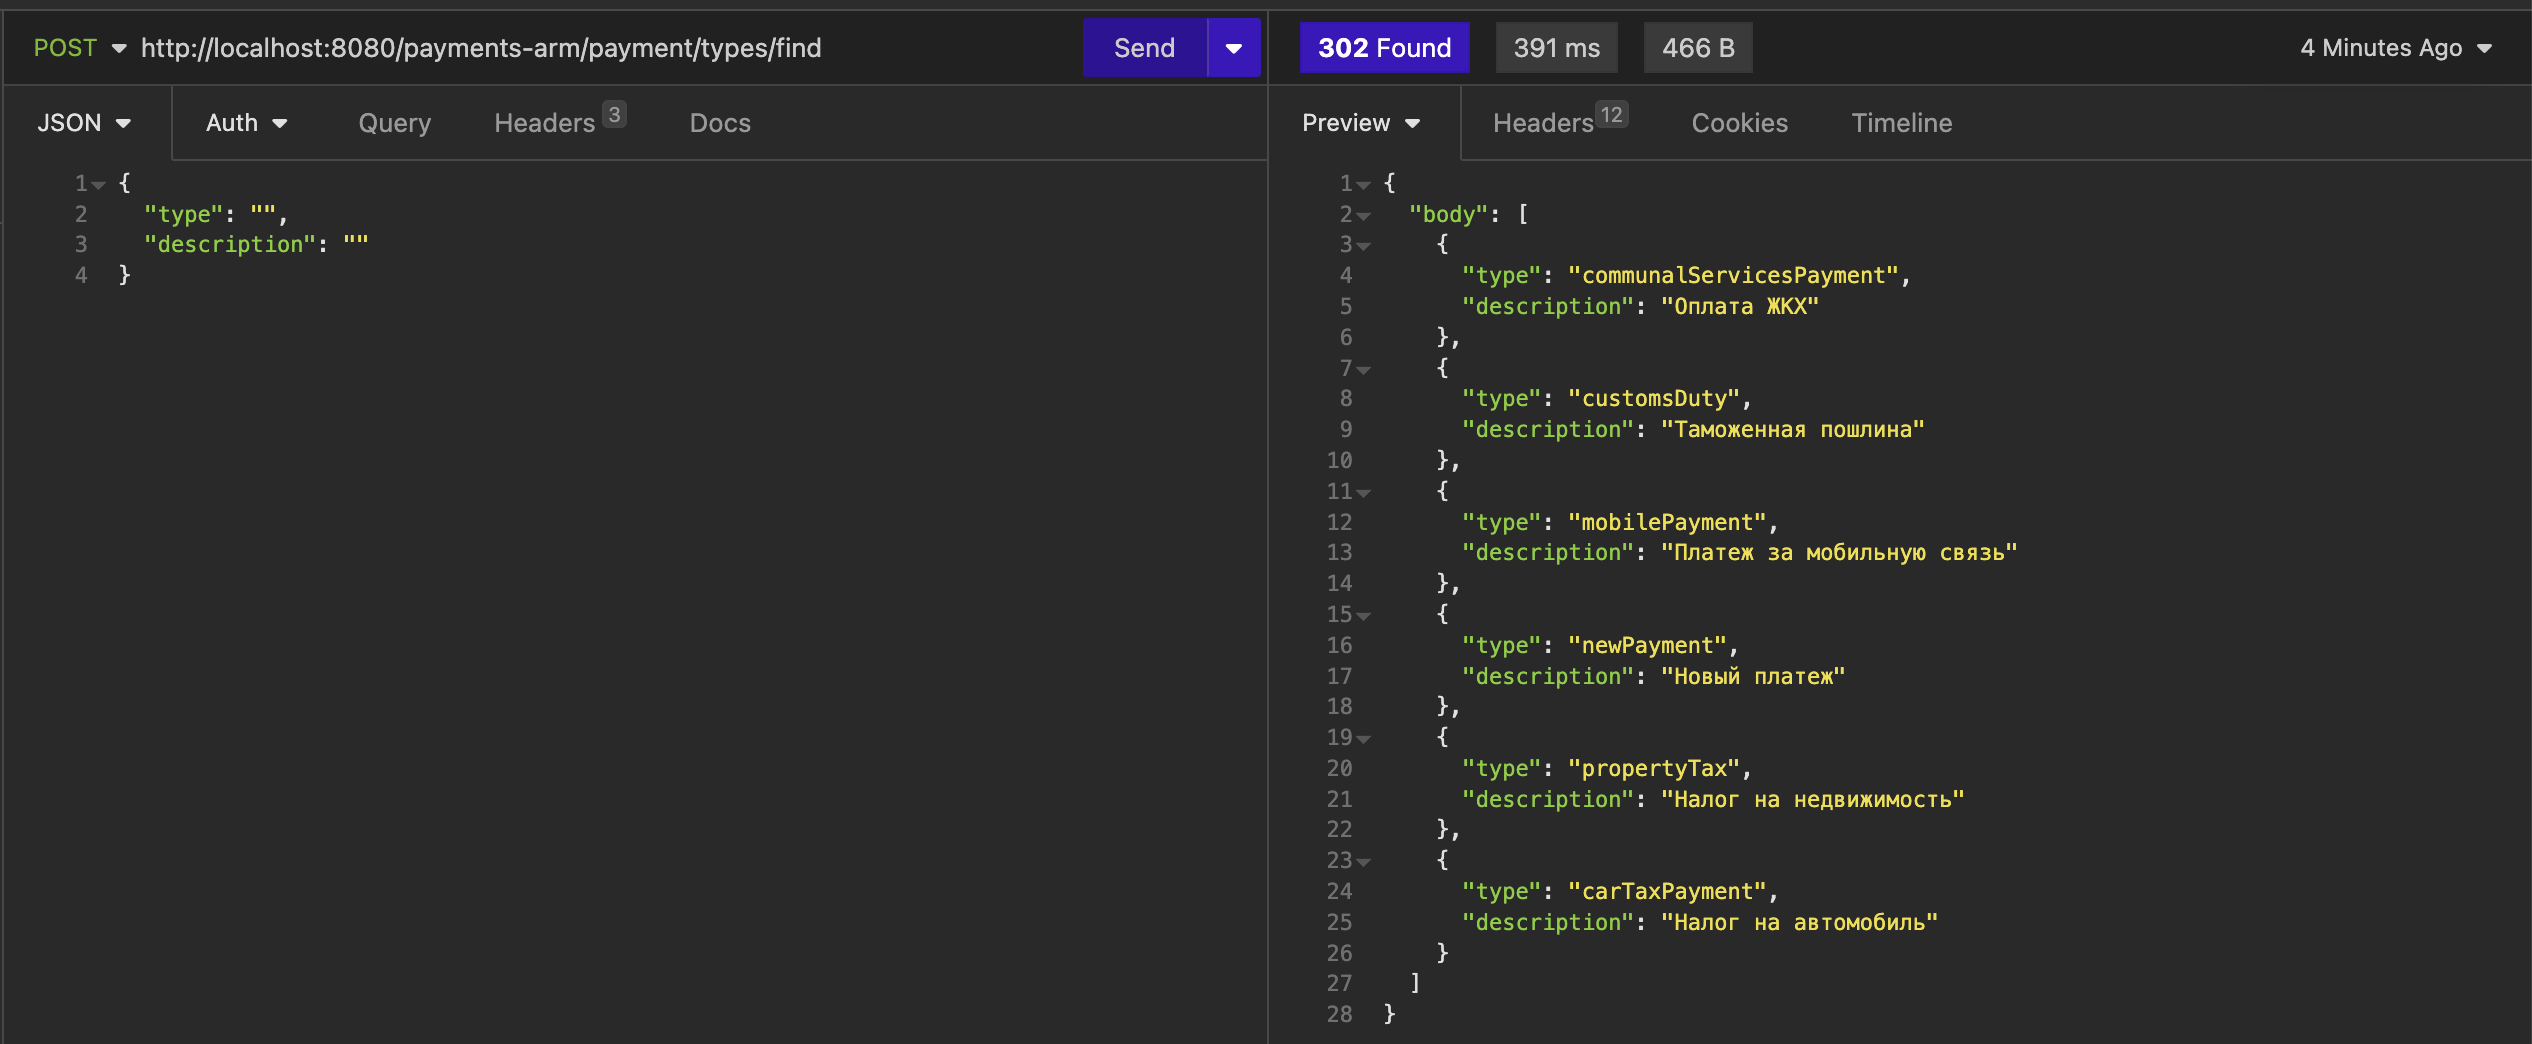 POST http://localhost:8080/payments-arm/payment/types/find Send
JSON Auth Query Headers 3 Docs
1 {
2 "type": "",
3 "description": ""
4 }
302 Found 391 ms 466 B 4 Minutes Ago
Preview Headers 12 Cookies Timeline
1 {
2 "body": [
3 {
4 "type": "communalServicesPayment",
5 "description": "Оплата ЖКХ"
6 },
7 {
8 "type": "customsDuty",
9 "description": "Таможенная пошлина"
10 },
11 {
12 "type": "mobilePayment",
13 "description": "Платеж за мобильную связь"
14 },
15 {
16 "type": "newPayment",
17 "description": "Новый платеж"
18 },
19 {
20 "type": "propertyTax",
21 "description": "Налог на недвижимость"
22 },
23 {
24 "type": "carTaxPayment",
25 "description": "Налог на автомобиль"
26 }
27 ]
28 }